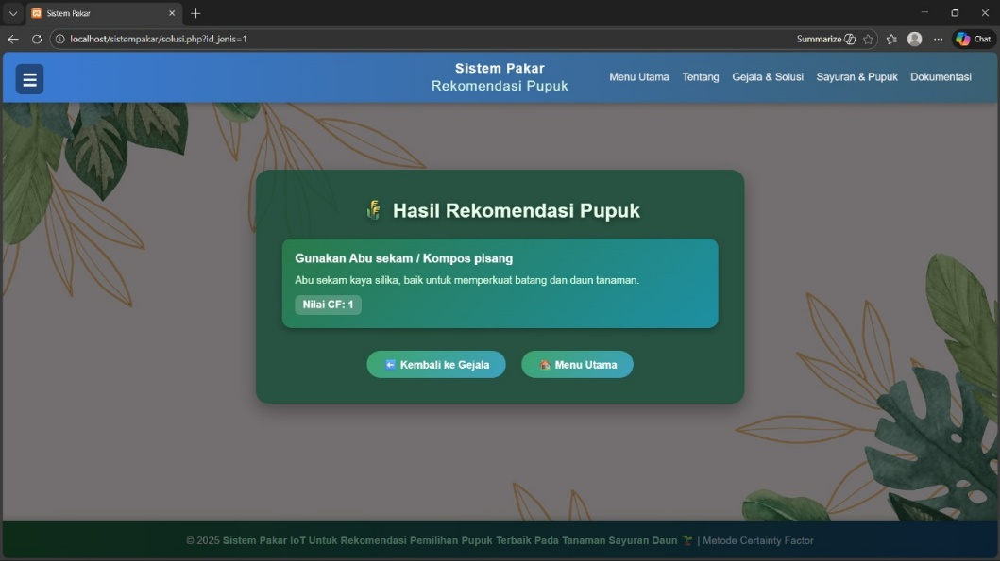 Sistem Pakar
localhost/sistempakar/solusi.php?id_jenis=1
Summarize
Chat
Sistem Pakar
Rekomendasi Pupuk
Menu Utama Tentang Gejala & Solusi Sayuran & Pupuk Dokumentasi
Hasil Rekomendasi Pupuk
Gunakan Abu sekam / Kompos pisang
Abu sekam kaya silika, baik untuk memperkuat batang dan daun tanaman.
Nilai CF: 1
Kembali ke Gejala Menu Utama
© 2025 Sistem Pakar IoT Untuk Rekomendasi Pemilihan Pupuk Terbaik Pada Tanaman Sayuran Daun | Metode Certainty Factor